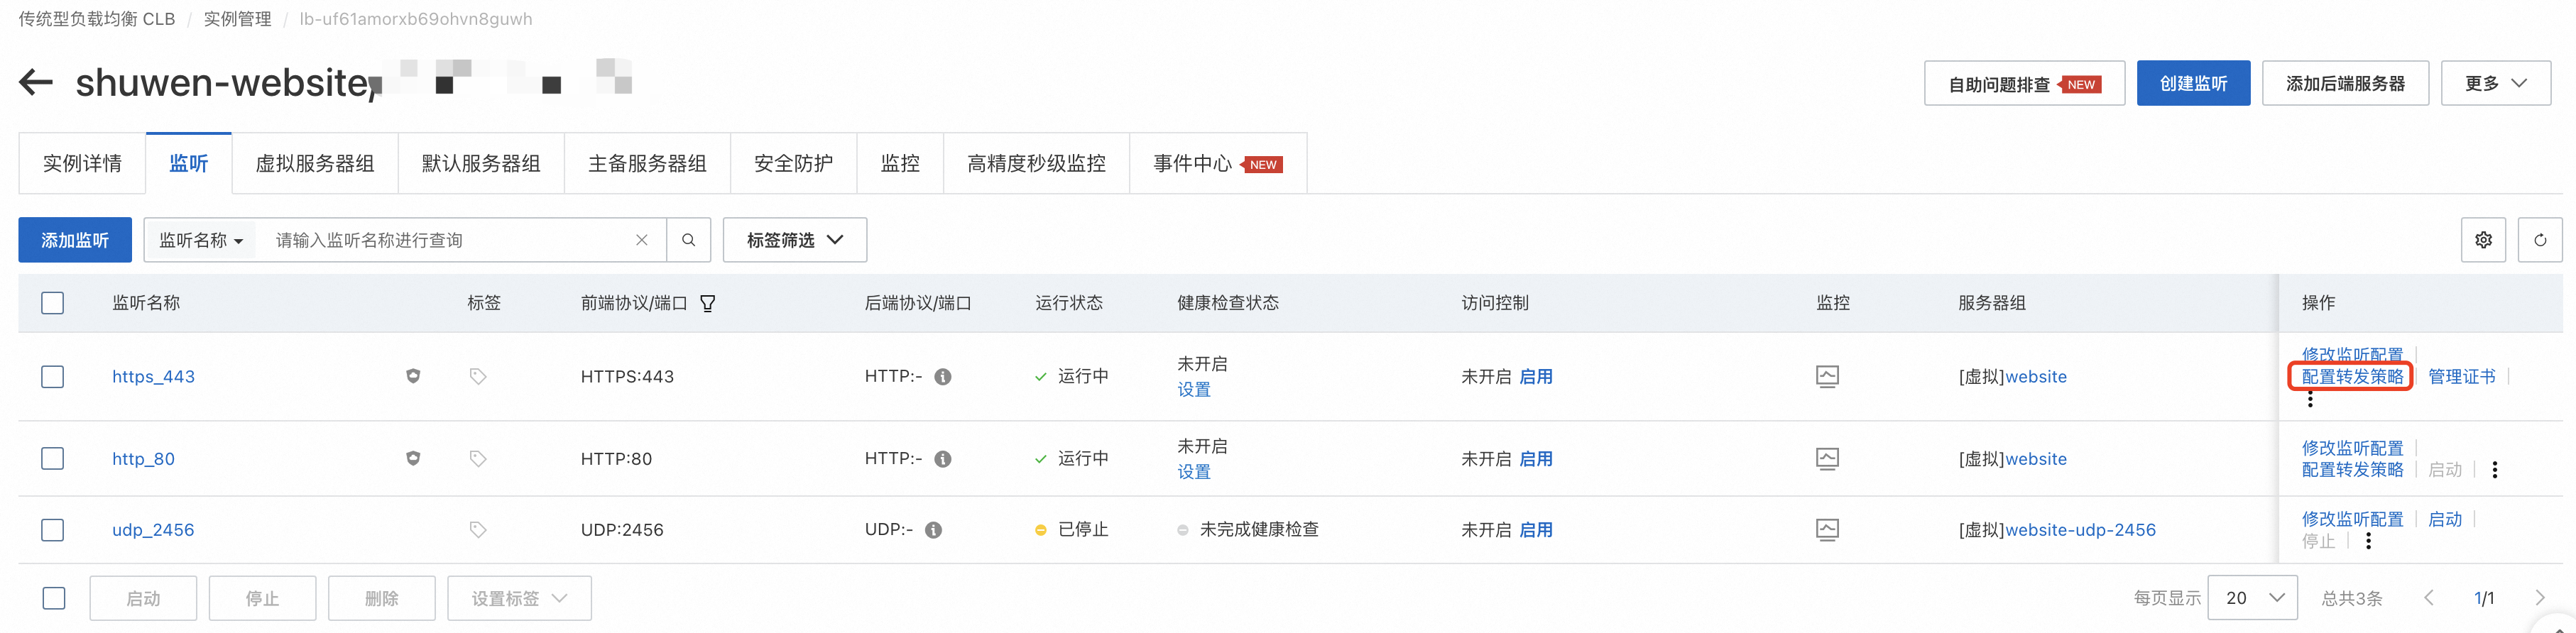 传统型负载均衡 CLB / 实例管理 / lb-uf61amorxb69ohvn8guwh
shuwen-website,
自助问题排查 NEW 创建监听 添加后端服务器 更多
实例详情 监听 虚拟服务器组 默认服务器组 主备服务器组 安全防护 监控 高精度秒级监控 事件中心 NEW
添加监听 监听名称 请输入监听名称进行查询 标签筛选
监听名称 标签 前端协议/端口 后端协议/端口 运行状态 健康检查状态 访问控制 监控 服务器组 操作
https_443 HTTPS:443 HTTP:- 运行中 未开启 设置 未开启 启用 [虚拟]website 修改监听配置 配置转发策略 管理证书
http_80 HTTP:80 HTTP:- 运行中 未开启 设置 未开启 启用 [虚拟]website 修改监听配置 配置转发策略 启动
udp_2456 UDP:2456 UDP:- 已停止 未完成健康检查 未开启 启用 [虚拟]website-udp-2456 修改监听配置 启动 停止
启动 停止 删除 设置标签 每页显示 20 总共3条 1/1